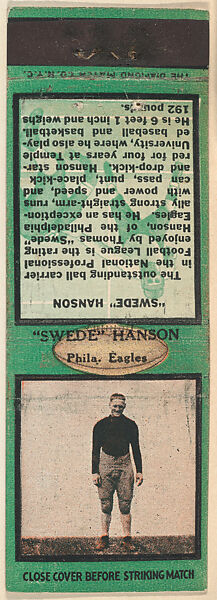 THE DIAMOND MATCH CO. N.Y.C.
"SWEDE" HANSON
The outstanding ball carrier
in the National Professional
Football League is the rating
enjoyed by Thomas "Swede"
Hanson, of the Philadelphia
Eagles. He has an exception-
ally strong straight-arm, runs
with power and speed, and
can pass, punt, place-kick
and drop-kick. Hanson star-
red for four years at Temple
University, where he also play-
ed baseball and basketball.
He is 6 feet 1 inch and weighs
192 pounds.
"SWEDE" HANSON
Phila. Eagles
CLOSE COVER BEFORE STRIKING MATCH